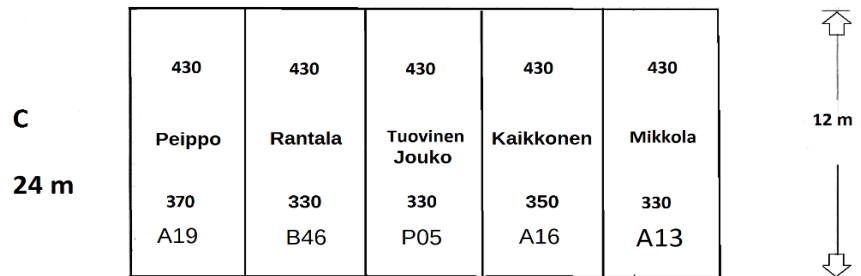 430 430 430 430 430
C
12 m
Peippo Rantala Tuovinen Jouko Kaikkonen Mikkola
24 m
370 330 330 350 330
A19 B46 P05 A16 A13